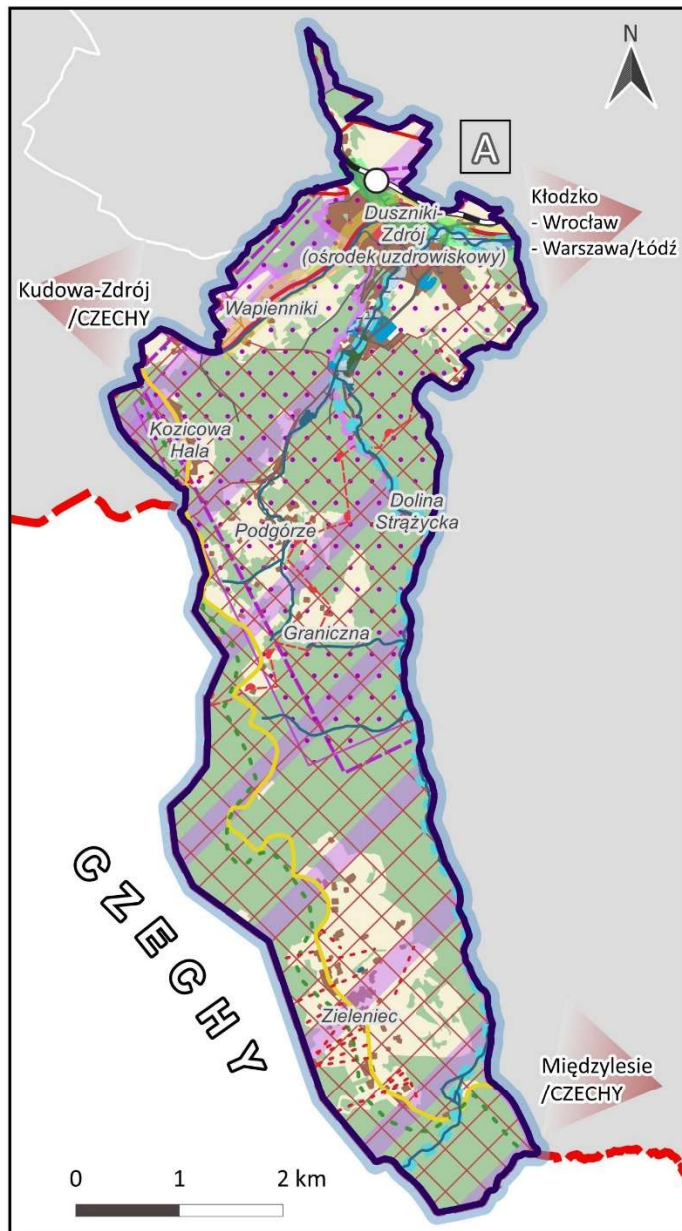 N
A
Kłodzko
- Wrocław
- Warszawa/Łódź
Duszniki-
Zdrój
(ośrodek uzdrowiskowy)
Kudowa-Zdrój
/CZECHY
Wapienniki
Kozicowa
Hala
Dolina
Strążycka
Podgórze
Graniczna
CZECHY
Zieleniec
Międzylesie
/CZECHY
0 1 2 km